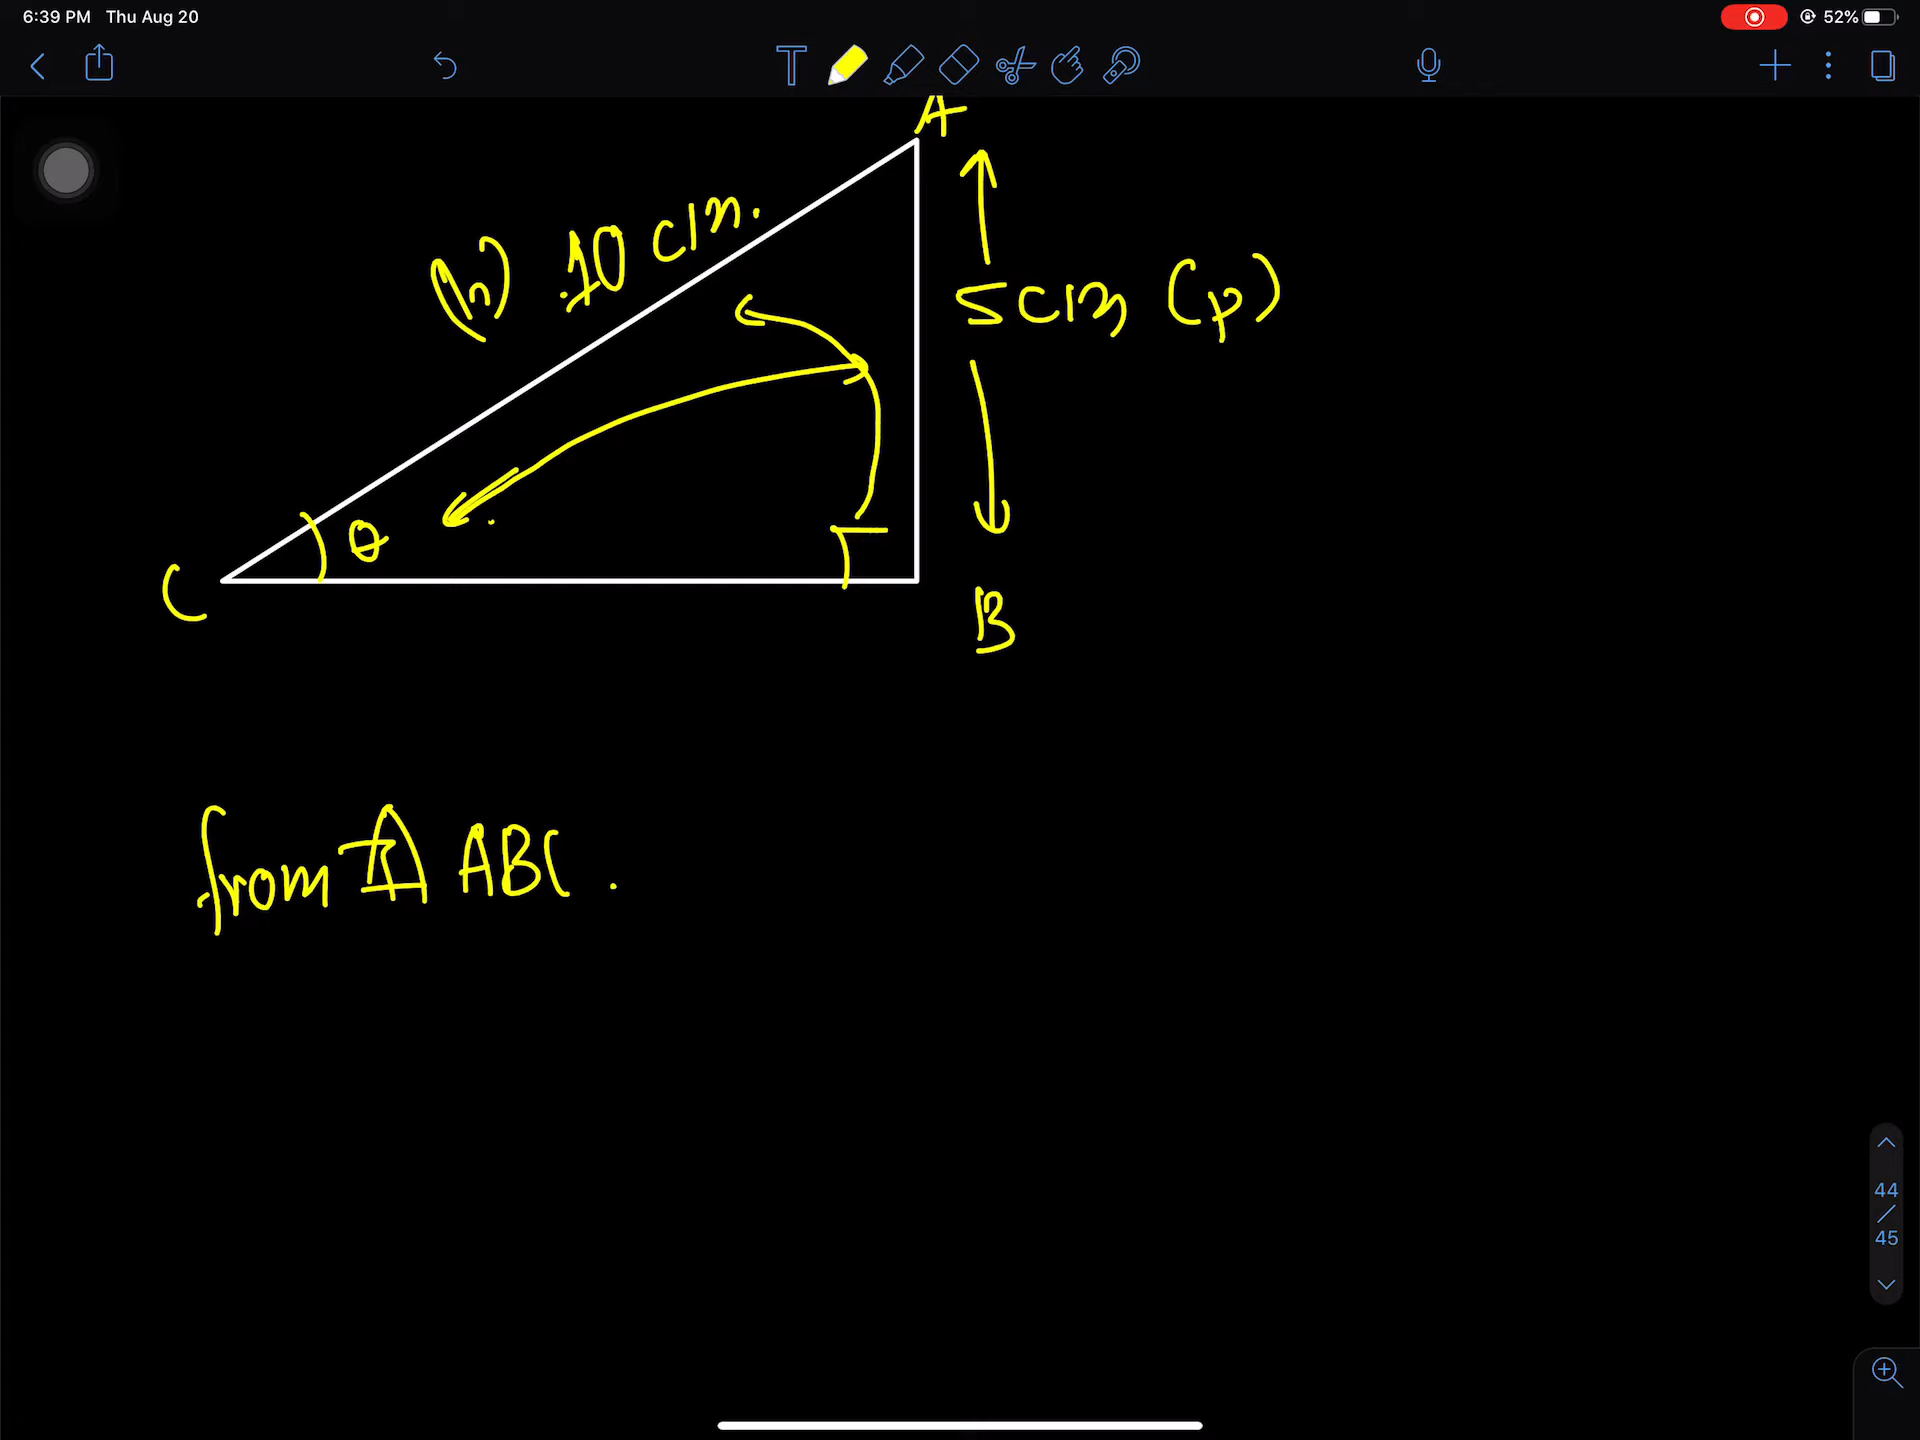 6:39 PM Thu Aug 20
52%
T
A
(h) 10 cm.
5cm (p)
θ
C
B
from ABC.
44
/
45